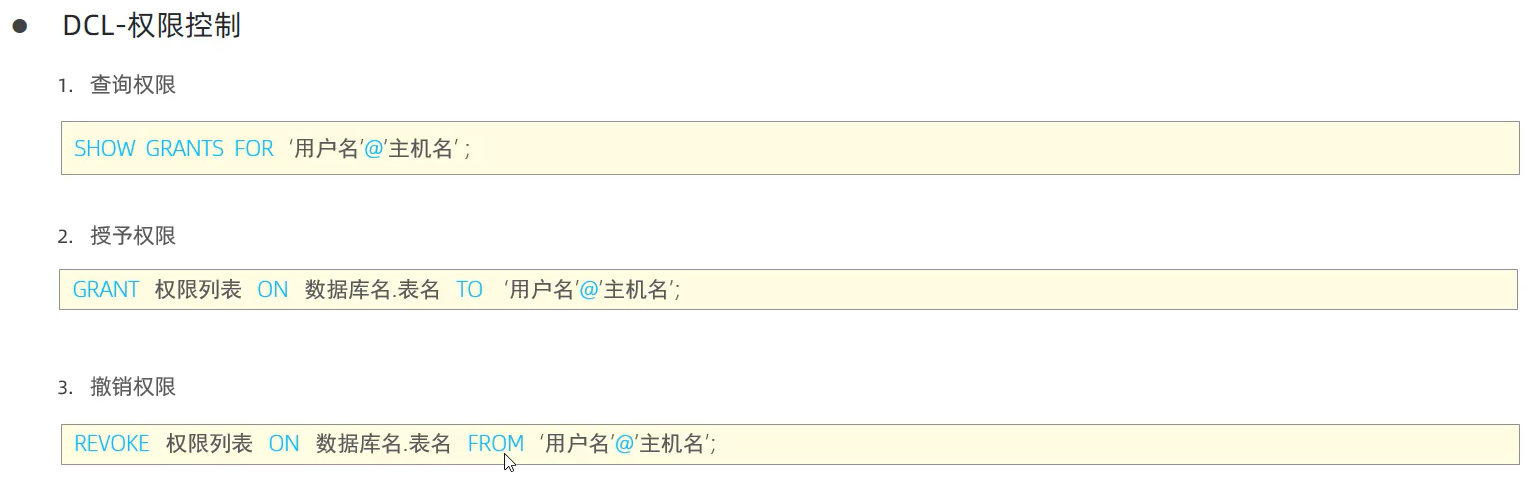 ● DCL-权限控制
1. 查询权限
SHOW GRANTS FOR '用户名'@'主机名' ;
2. 授予权限
GRANT 权限列表 ON 数据库名.表名 TO '用户名'@'主机名';
3. 撤销权限
REVOKE 权限列表 ON 数据库名.表名 FROM '用户名'@'主机名';